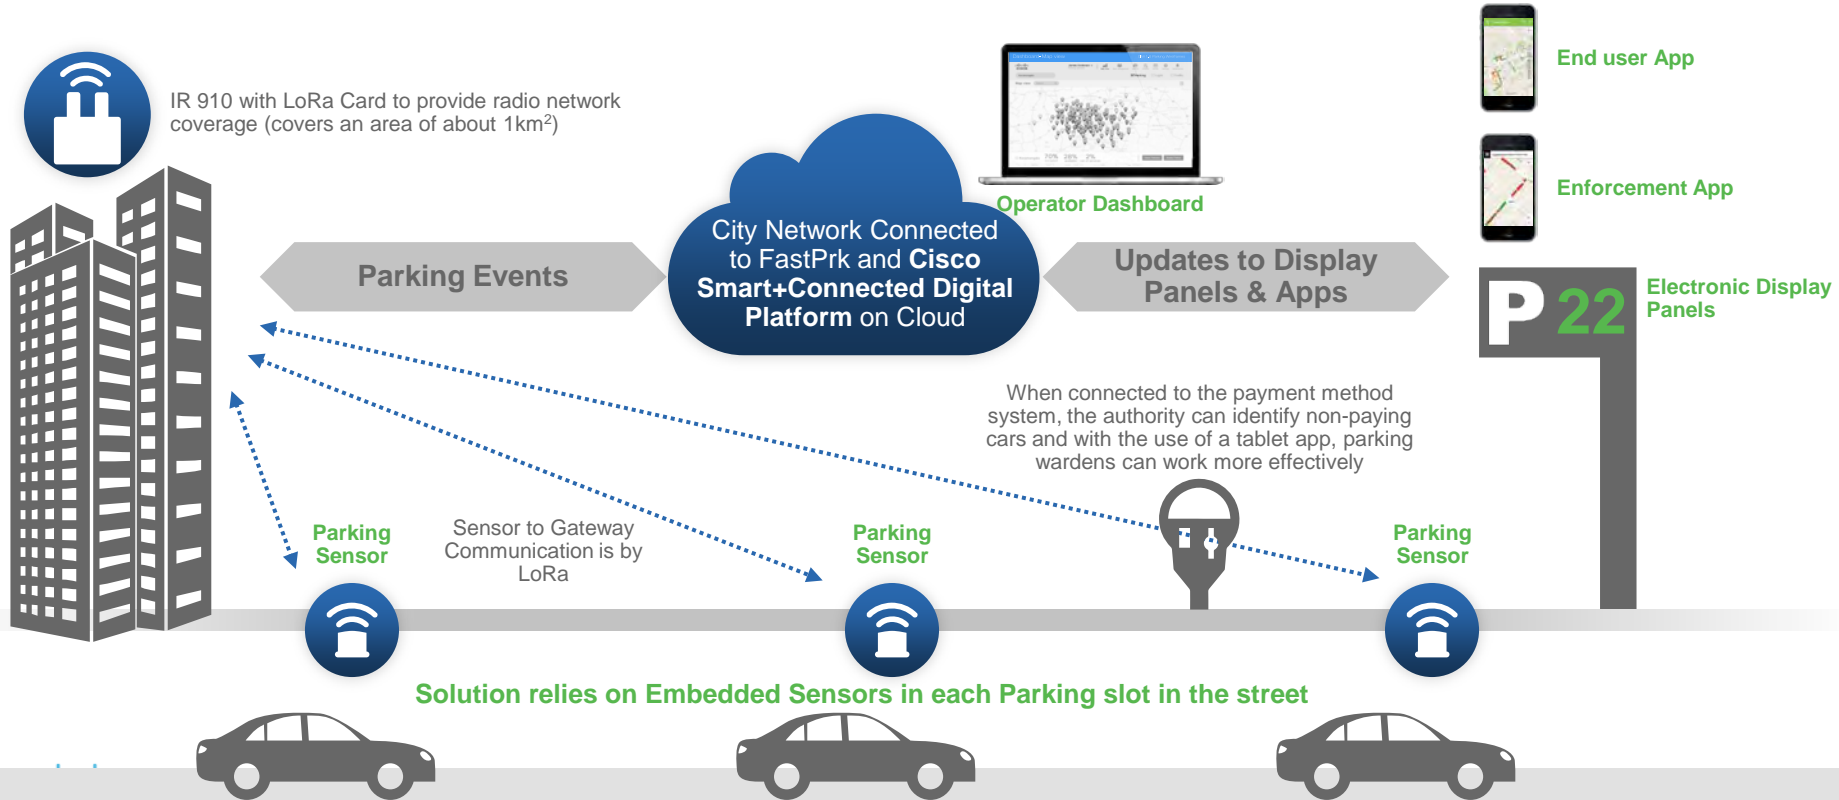 IR 910 with LoRa Card to provide radio network
coverage (covers an area of about 1km²)
End user App
Enforcement App
Operator Dashboard
City Network Connected
to FastPrk and Cisco
Smart+Connected Digital
Platform on Cloud
Parking Events
Updates to Display
Panels & Apps
P 22
Electronic Display
Panels
When connected to the payment method
system, the authority can identify non-paying
cars and with the use of a tablet app, parking
wardens can work more effectively
Parking
Sensor
Sensor to Gateway
Communication is by
LoRa
Parking
Sensor
Parking
Sensor
Solution relies on Embedded Sensors in each Parking slot in the street